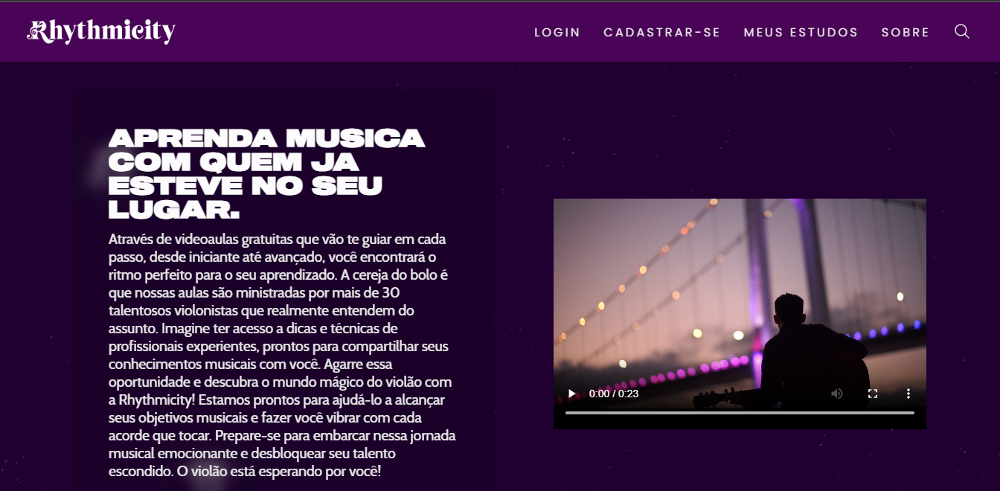 Rhythmicity
LOGIN CADASTRAR-SE MEUS ESTUDOS SOBRE
APRENDA MUSICA
COM QUEM JA
ESTEVE NO SEU
LUGAR.
Através de videoaulas gratuitas que vão te guiar em cada
passo, desde iniciante até avançado, você encontrará o
ritmo perfeito para o seu aprendizado. A cereja do bolo é
que nossas aulas são ministradas por mais de 30
talentosos violonistas que realmente entendem do
assunto. Imagine ter acesso a dicas e técnicas de
profissionais experientes, prontos para compartilhar seus
conhecimentos musicais com você. Agarre essa
oportunidade e descubra o mundo mágico do violão com
a Rhythmicity! Estamos prontos para ajudá-lo a alcançar
seus objetivos musicais e fazer você vibrar com cada
acorde que tocar. Prepare-se para embarcar nessa jornada
musical emocionante e desbloquear seu talento
escondido. O violão está esperando por você!
0:00 / 0:23